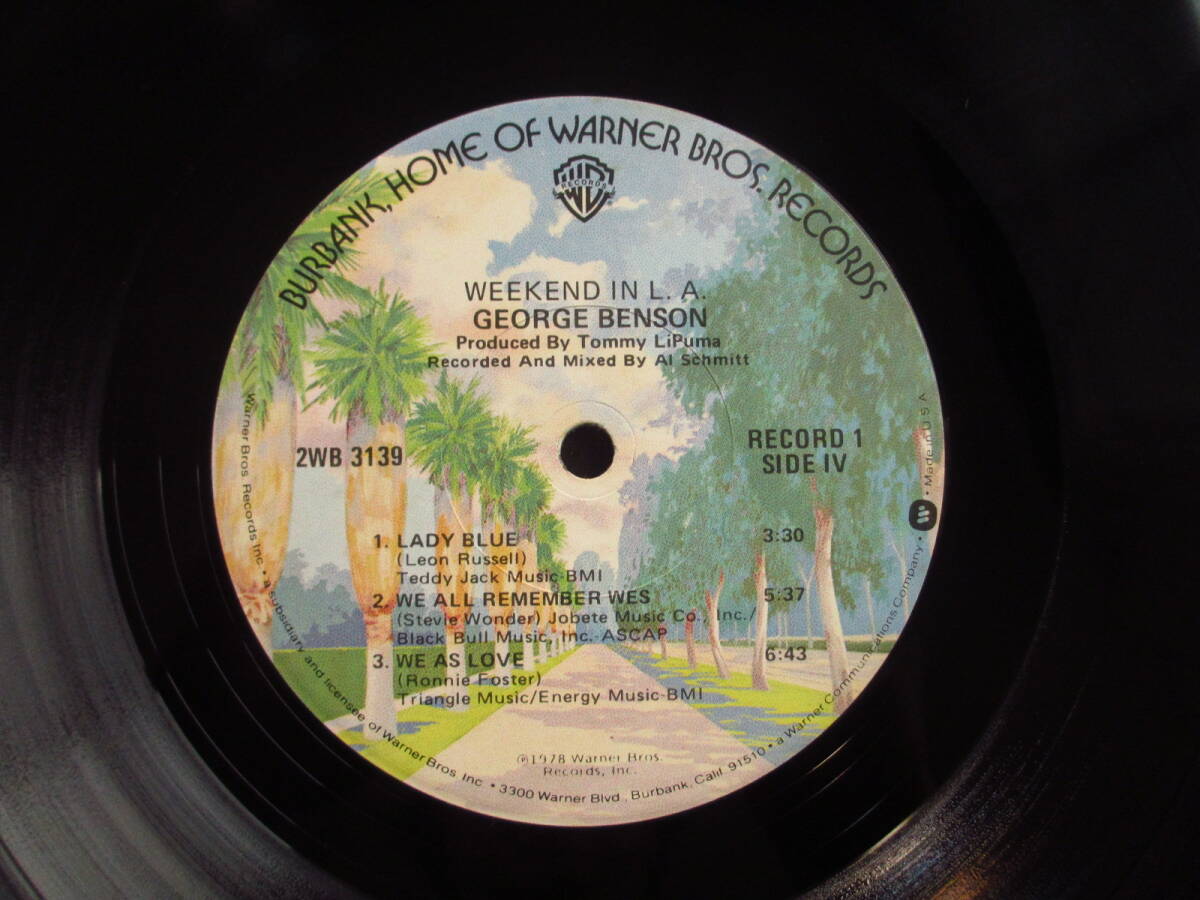 BURBANK, HOME OF WARNER BROS. RECORDS
RECORDS
WEEKEND IN L. A.
GEORGE BENSON
Produced By Tommy LiPuma
Recorded And Mixed By Al Schmitt
2WB 3139
RECORD 1
SIDE IV
1. LADY BLUE 3:30
(Leon Russell)
Teddy Jack Music-BMI
2. WE ALL REMEMBER WES 5:37
(Stevie Wonder) Jobete Music Co., Inc./
Black Bull Music, Inc.-ASCAP
3. WE AS LOVE 6:43
(Ronnie Foster)
Triangle Music/Energy Music-BMI
℗1978 Warner Bros.
Records, Inc.
Warner Bros. Records Inc. • a subsidiary and licensee of Warner Bros. Inc. • 3300 Warner Blvd., Burbank, Calif. 91510 • a Warner Communications Company • W • Made in U S A